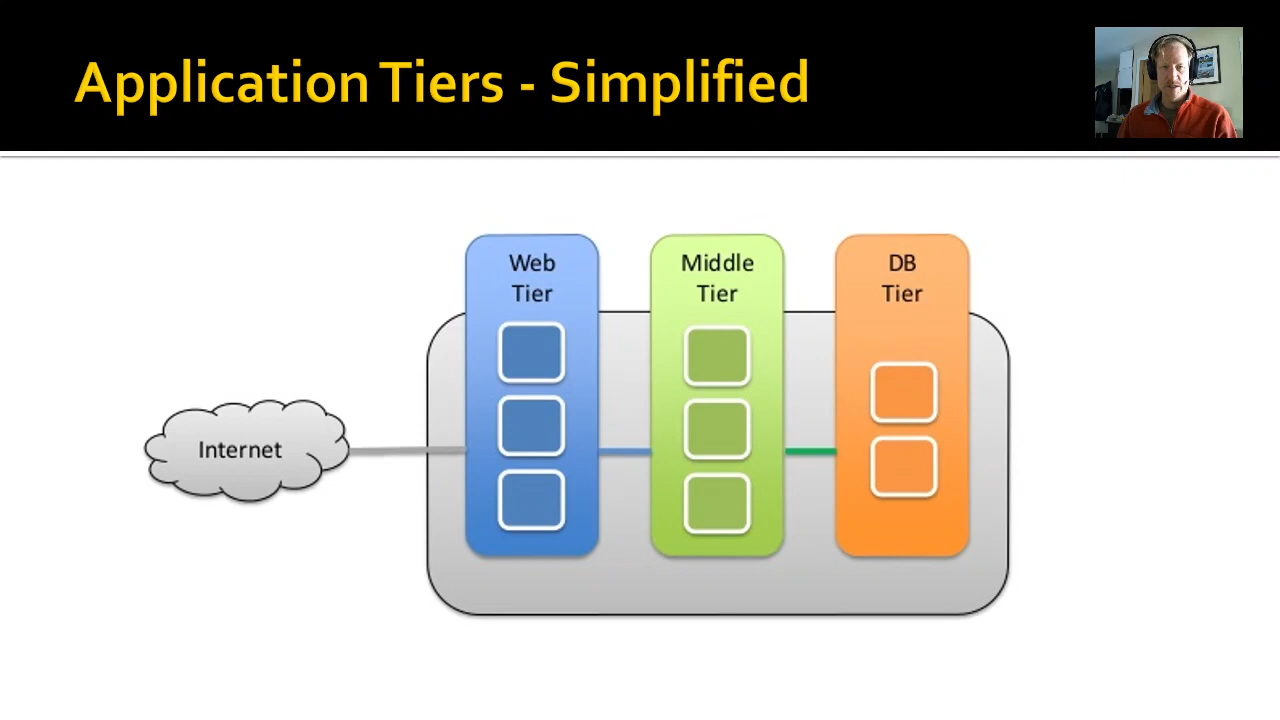 Application Tiers - Simplified
Web
Tier
Middle
Tier
DB
Tier
Internet